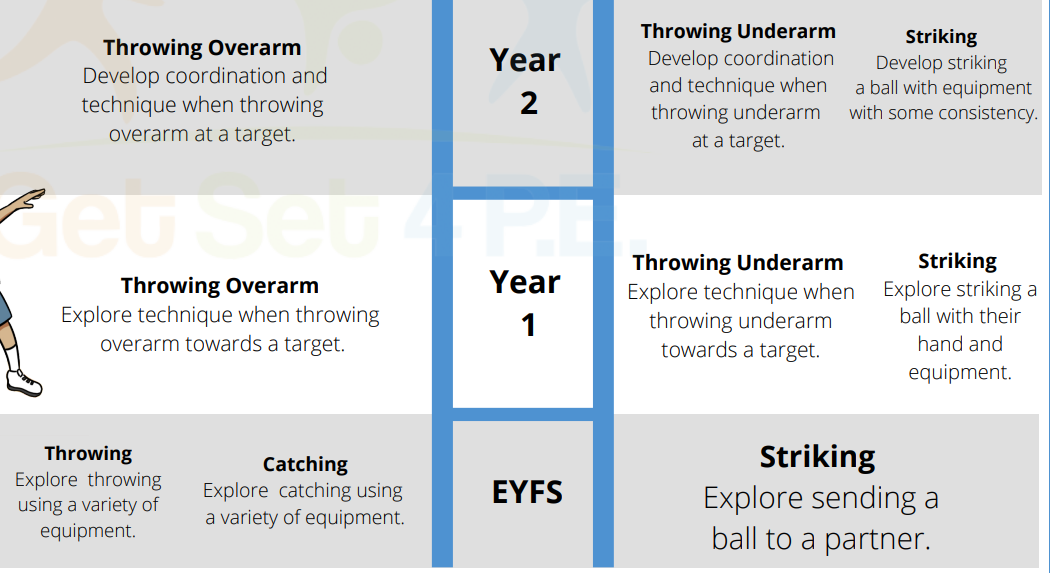 Throwing Overarm
Develop coordination and
technique when throwing
overarm at a target.
Year
2
Throwing Underarm
Develop coordination
and technique when
throwing underarm
at a target.
Striking
Develop striking
a ball with equipment
with some consistency.
Get Set 4 P.E.
Throwing Overarm
Explore technique when throwing
overarm towards a target.
Year
1
Throwing Underarm
Explore technique when
throwing underarm
towards a target.
Striking
Explore striking a
ball with their
hand and
equipment.
Throwing
Explore throwing
using a variety of
equipment.
Catching
Explore catching using
a variety of equipment.
EYFS
Striking
Explore sending a
ball to a partner.